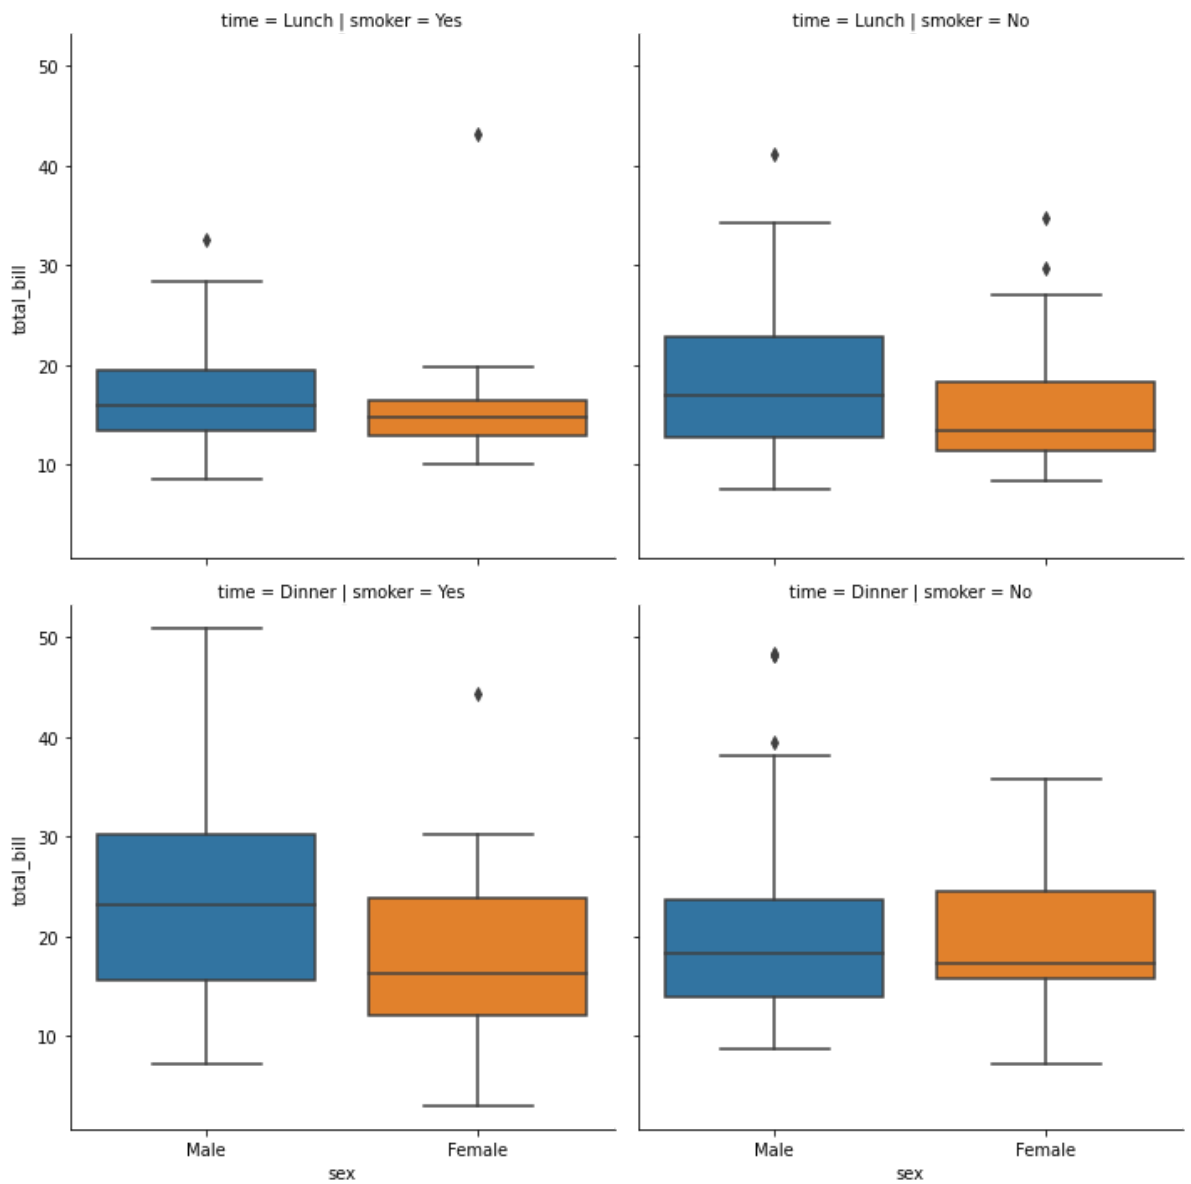 time = Lunch | smoker = Yes
time = Lunch | smoker = No
50
40
30
20
10
total_bill
time = Dinner | smoker = Yes
time = Dinner | smoker = No
50
40
30
20
10
total_bill
Male
Female
Male
Female
sex
sex